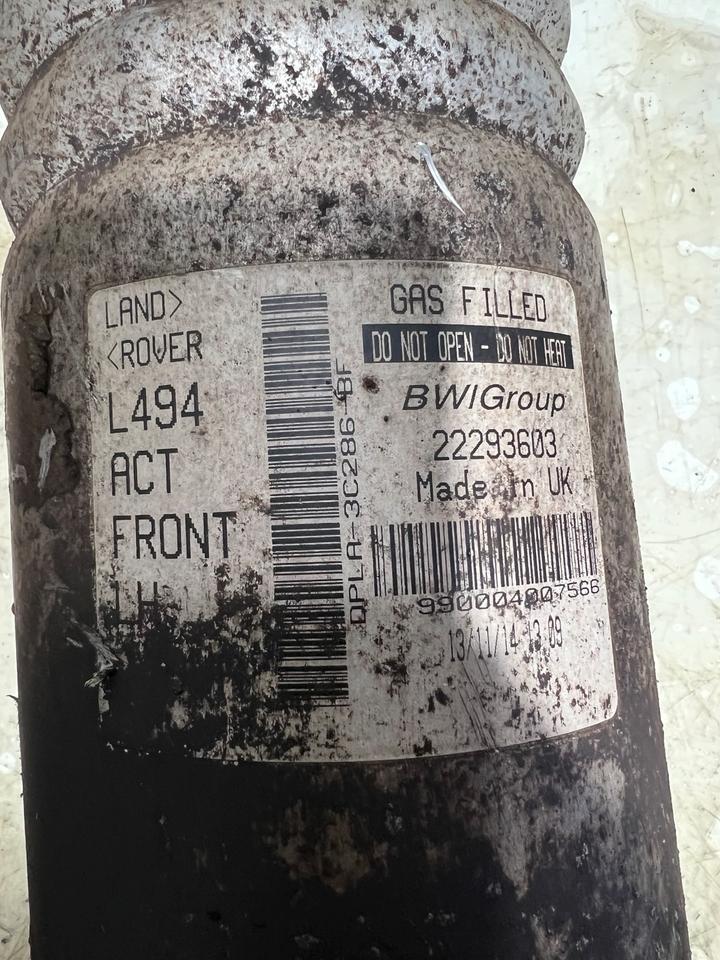 LAND>
<ROVER
L494
ACT
FRONT
LH
DPLA-3C286-BF
GAS FILLED
DO NOT OPEN - DO NOT HEAT
BWIGroup
22293603
Made in UK
990004007566
13/11/14 13:09